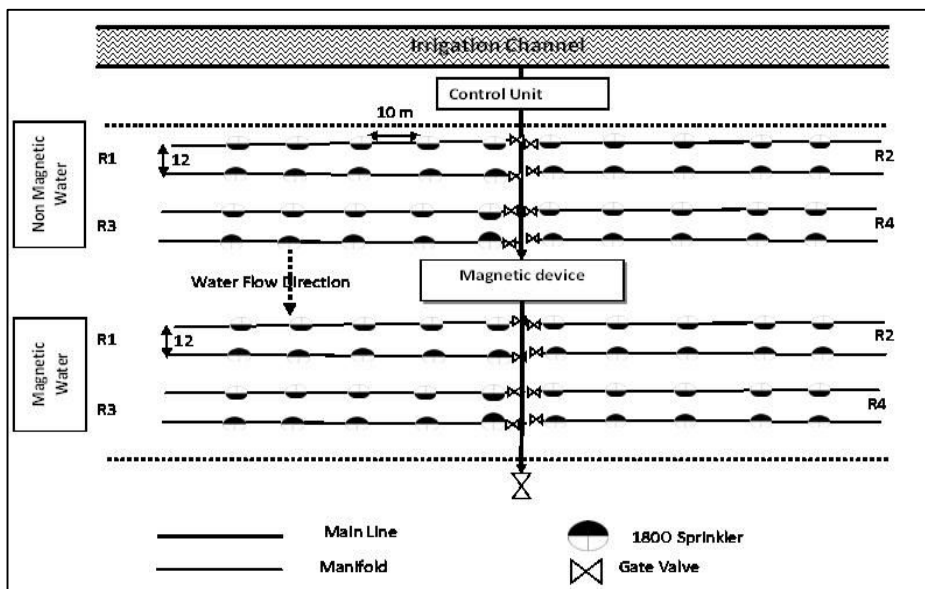 Irrigation Channel
Control Unit
10 m
Non Magnetic
Water
R1
12
R2
R3
R4
Magnetic device
Water Flow Direction
Magnetic
Water
R1
12
R2
R3
R4
Main Line
180O Sprinkler
Manifold
Gate Valve